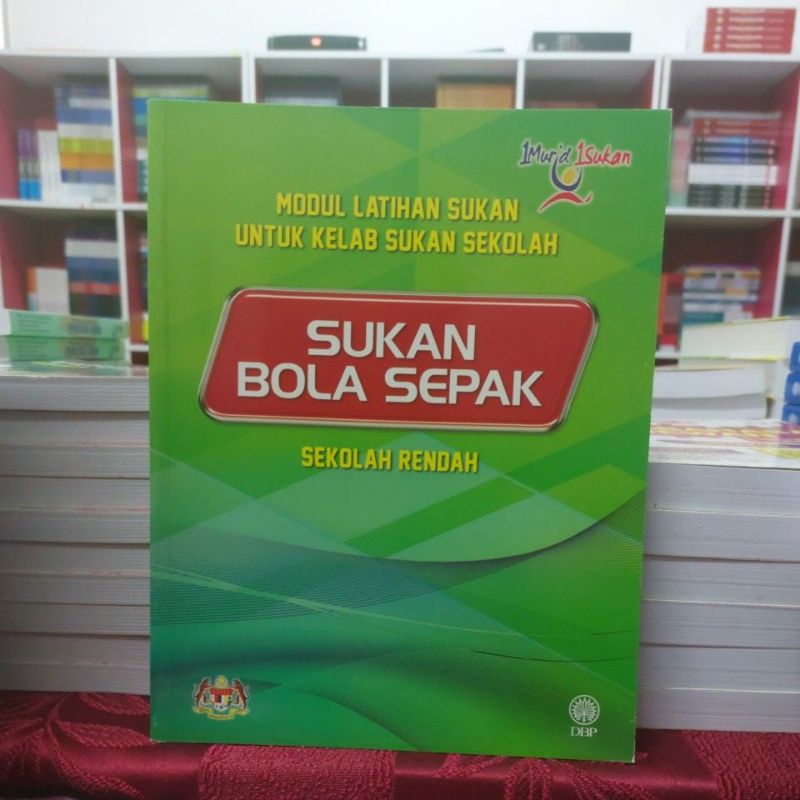 1Murid 1Sukan
MODUL LATIHAN SUKAN
UNTUK KELAB SUKAN SEKOLAH
SUKAN
BOLA SEPAK
SEKOLAH RENDAH
DBP